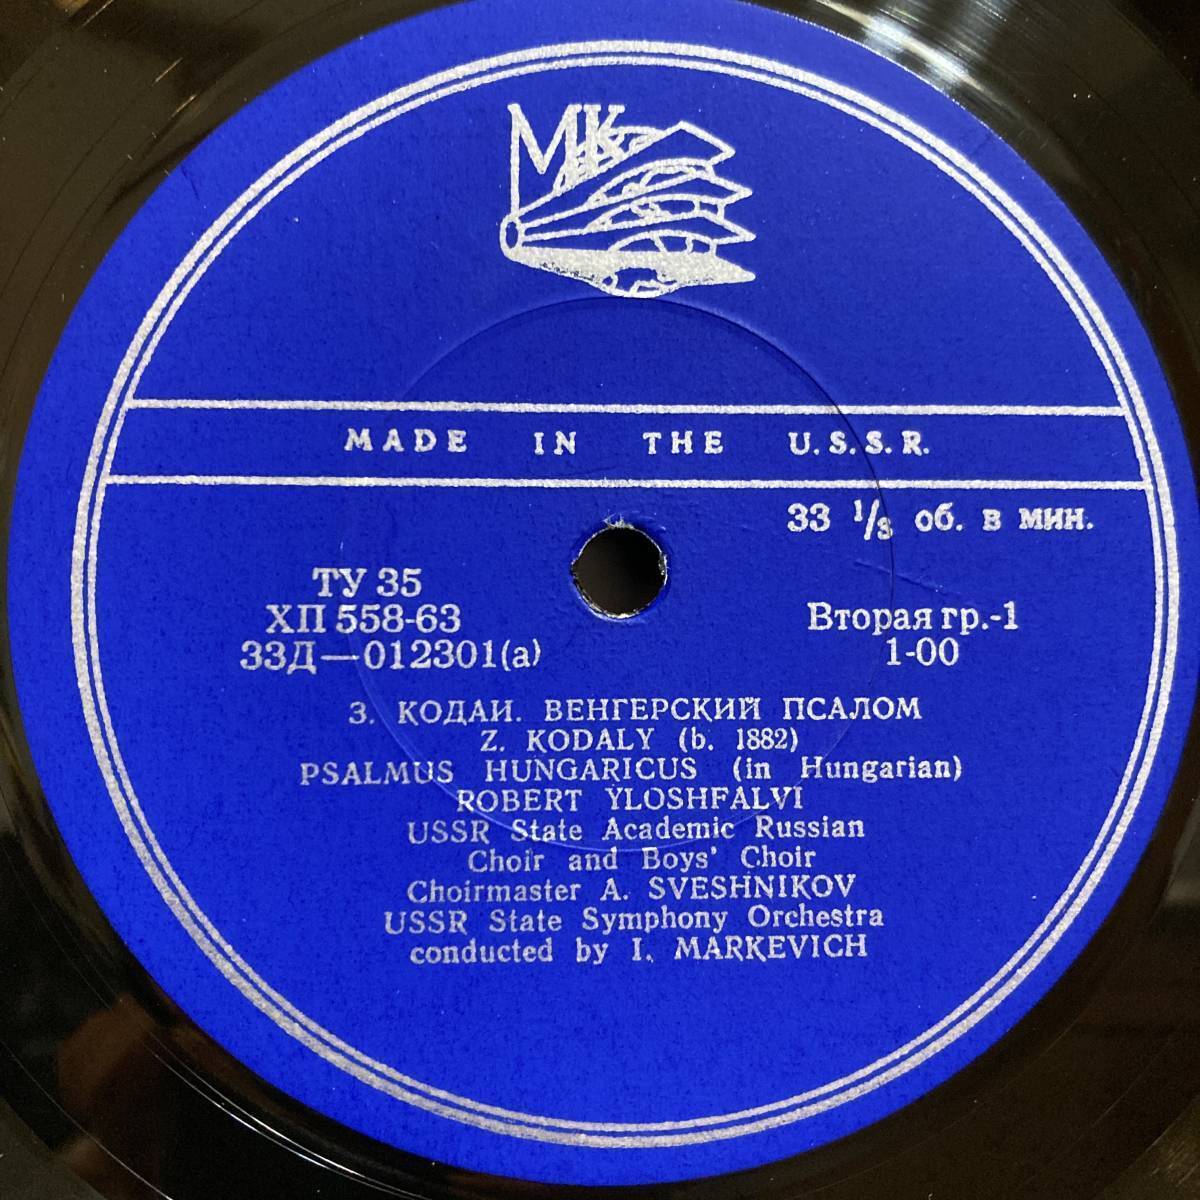 МК
MADE IN THE U.S.S.R.
33 1/3 об. в мин.
ТУ 35
ХП 558-63
33Д—012301(а)
Вторая гр.-1
1-00
З. КОДАИ. ВЕНГЕРСКИЙ ПСАЛОМ
Z. KODALY (b. 1882)
PSALMUS HUNGARICUS (in Hungarian)
ROBERT YLOSHFALVI
USSR State Academic Russian
Choir and Boys' Choir
Choirmaster A. SVESHNIKOV
USSR State Symphony Orchestra
conducted by I. MARKEVICH